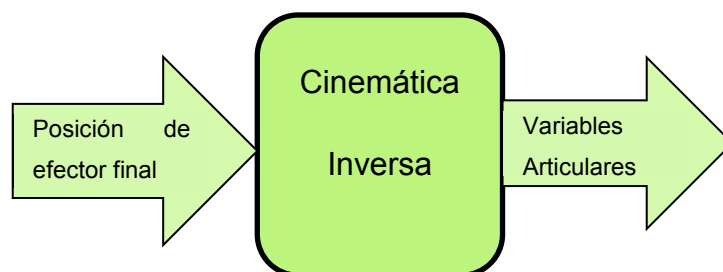 Posición de
efector final
Cinemática
Inversa
Variables
Articulares